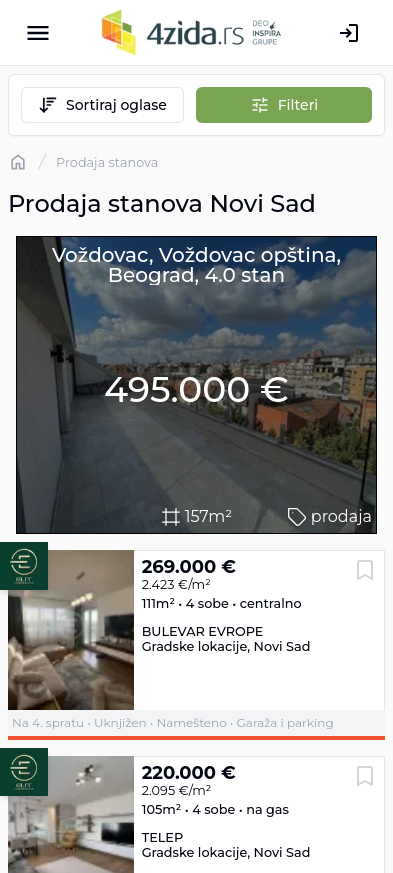 4zida.rs
DEO
INSPIRA
GRUPE
Sortiraj oglase
Filteri
/ Prodaja stanova
Prodaja stanova Novi Sad
Voždovac, Voždovac opština,
Beograd, 4.0 stan
495.000 €
157m²
prodaja
269.000 €
2.423 €/m²
111m² • 4 sobe • centralno
BULEVAR EVROPE
Gradske lokacije, Novi Sad
Na 4. spratu • Uknjižen • Namešteno • Garaža i parking
220.000 €
2.095 €/m²
105m² • 4 sobe • na gas
TELEP
Gradske lokacije, Novi Sad